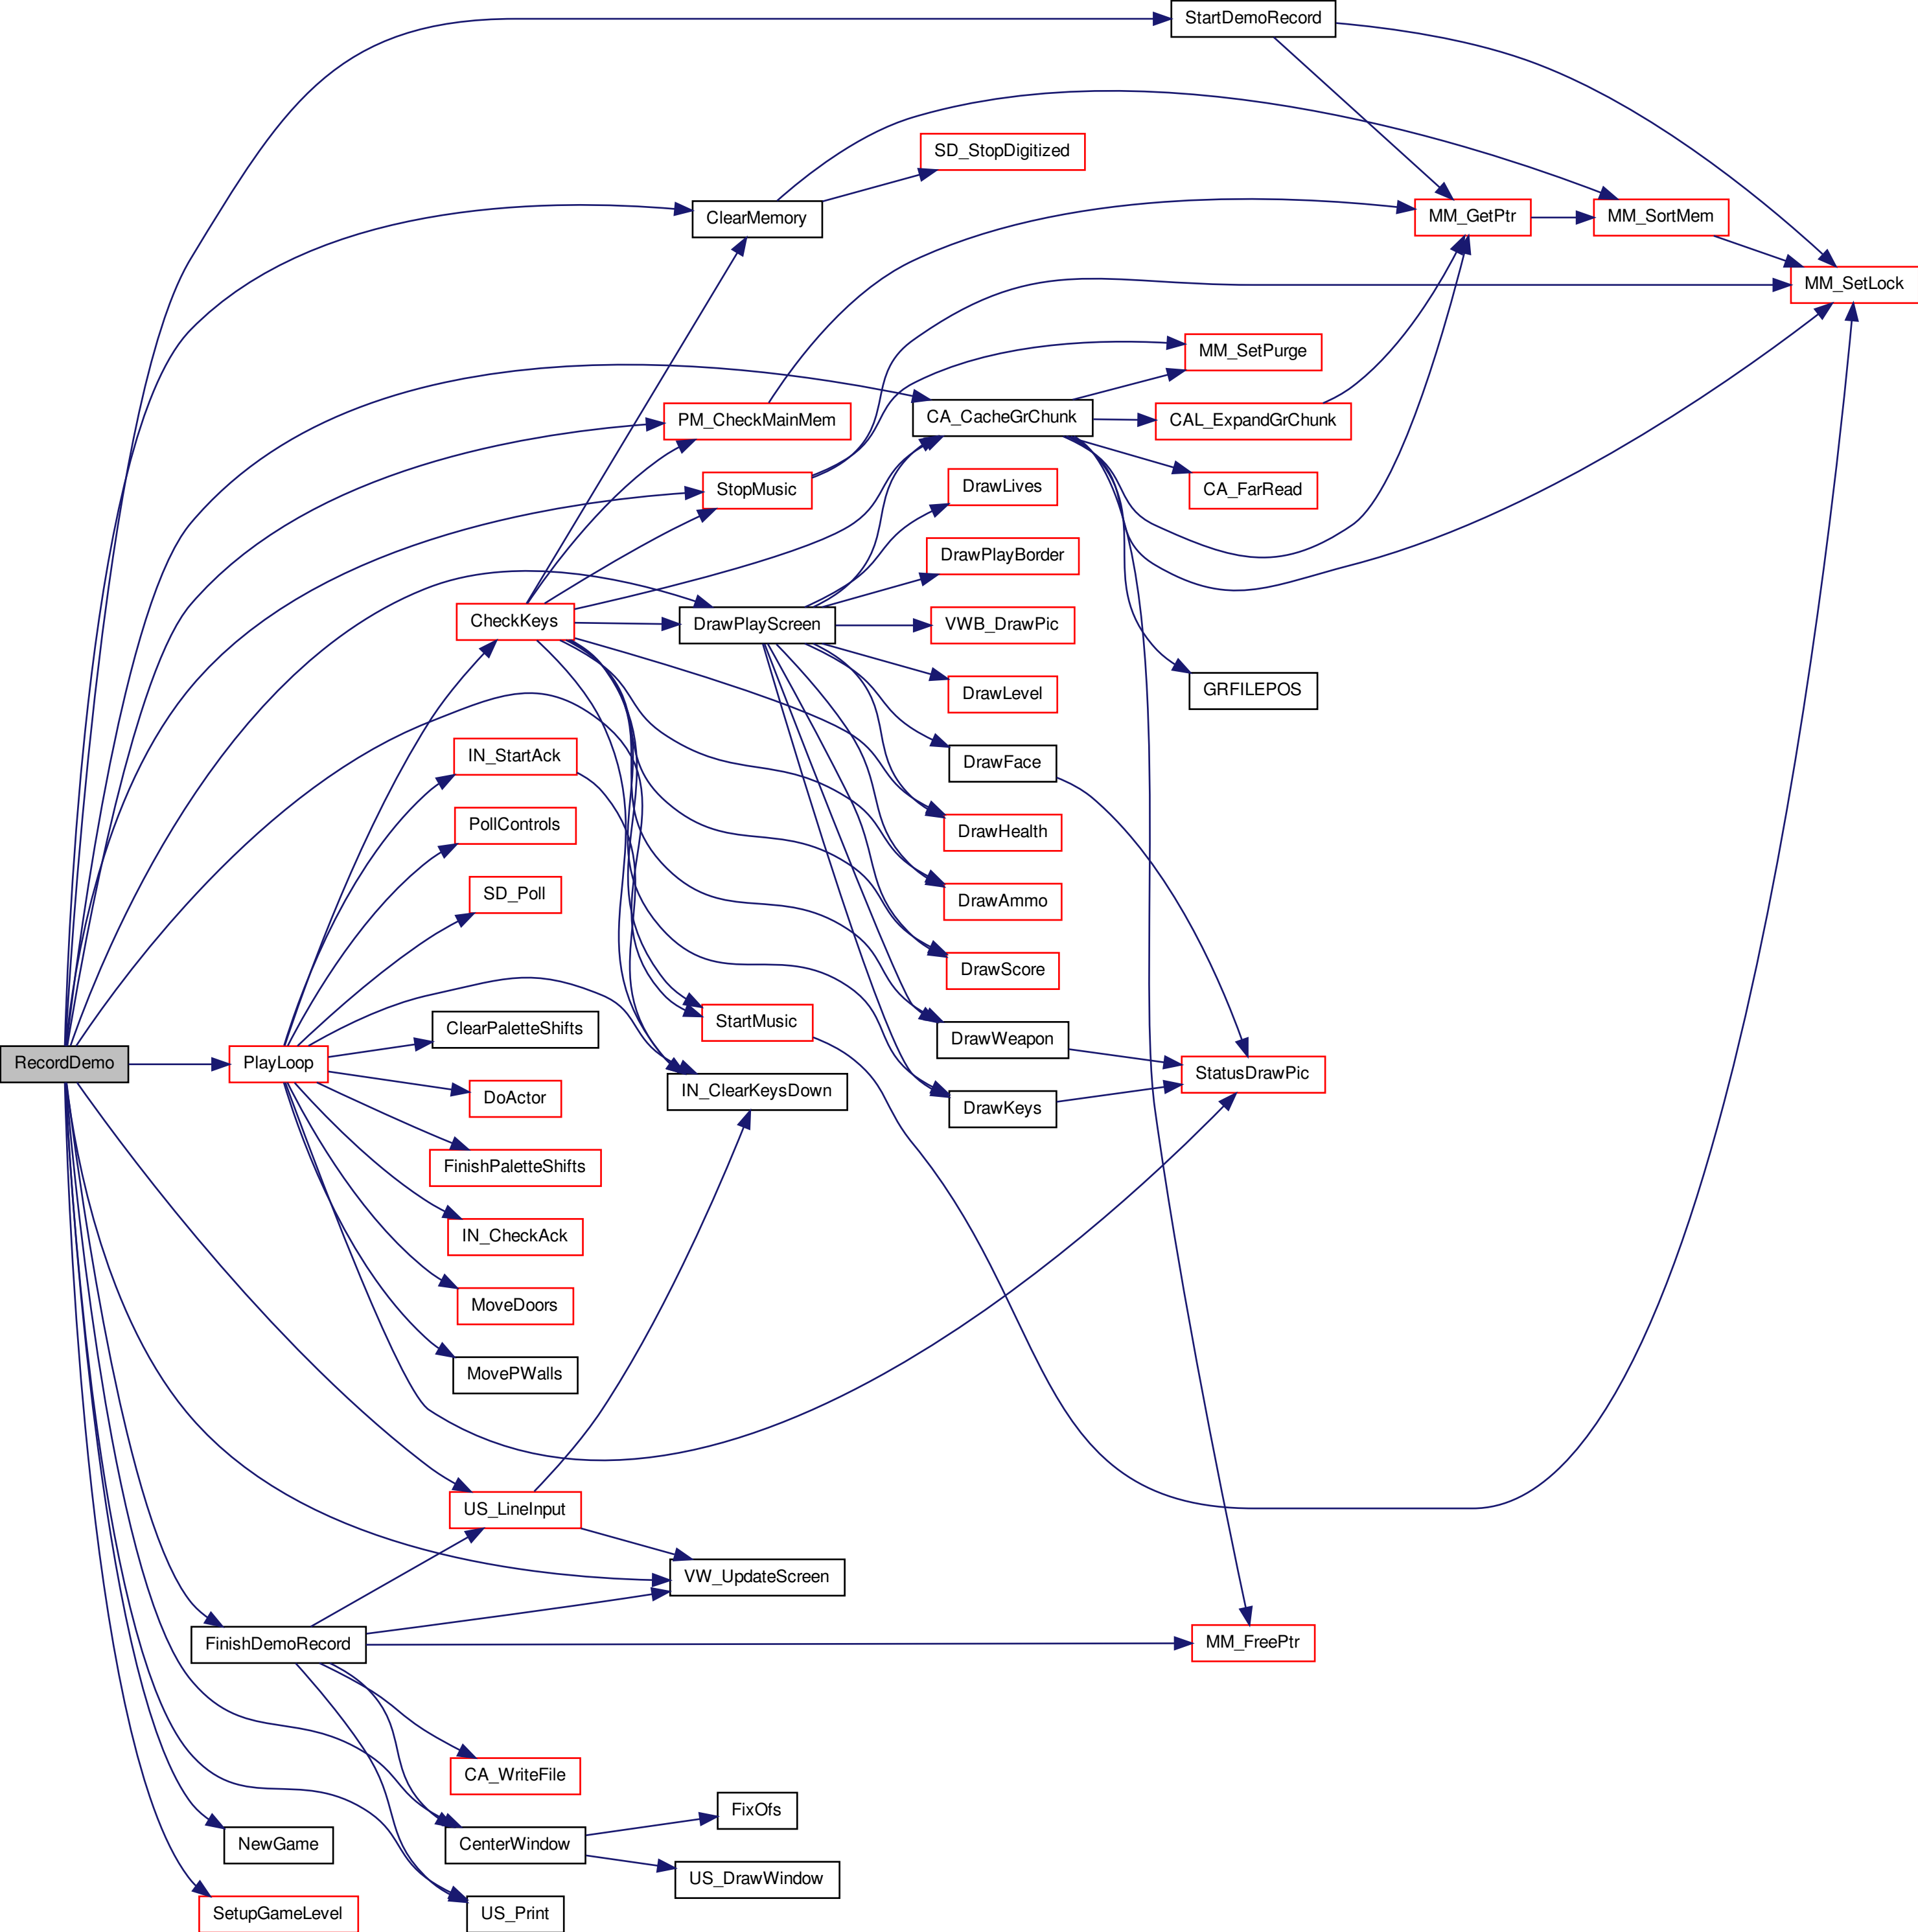 StartDemoRecord
SD_StopDigitized
ClearMemory
MM_GetPtr
MM_SortMem
MM_SetLock
MM_SetPurge
PM_CheckMainMem
CA_CacheGrChunk
CAL_ExpandGrChunk
StopMusic
DrawLives
CA_FarRead
DrawPlayBorder
CheckKeys
DrawPlayScreen
VWB_DrawPic
DrawLevel
GRFILEPOS
IN_StartAck
DrawFace
PollControls
DrawHealth
SD_Poll
DrawAmmo
DrawScore
ClearPaletteShifts
StartMusic
DrawWeapon
RecordDemo
PlayLoop
StatusDrawPic
DoActor
IN_ClearKeysDown
DrawKeys
FinishPaletteShifts
IN_CheckAck
MoveDoors
MovePWalls
US_LineInput
VW_UpdateScreen
FinishDemoRecord
MM_FreePtr
CA_WriteFile
FixOfs
NewGame
CenterWindow
US_DrawWindow
SetupGameLevel
US_Print